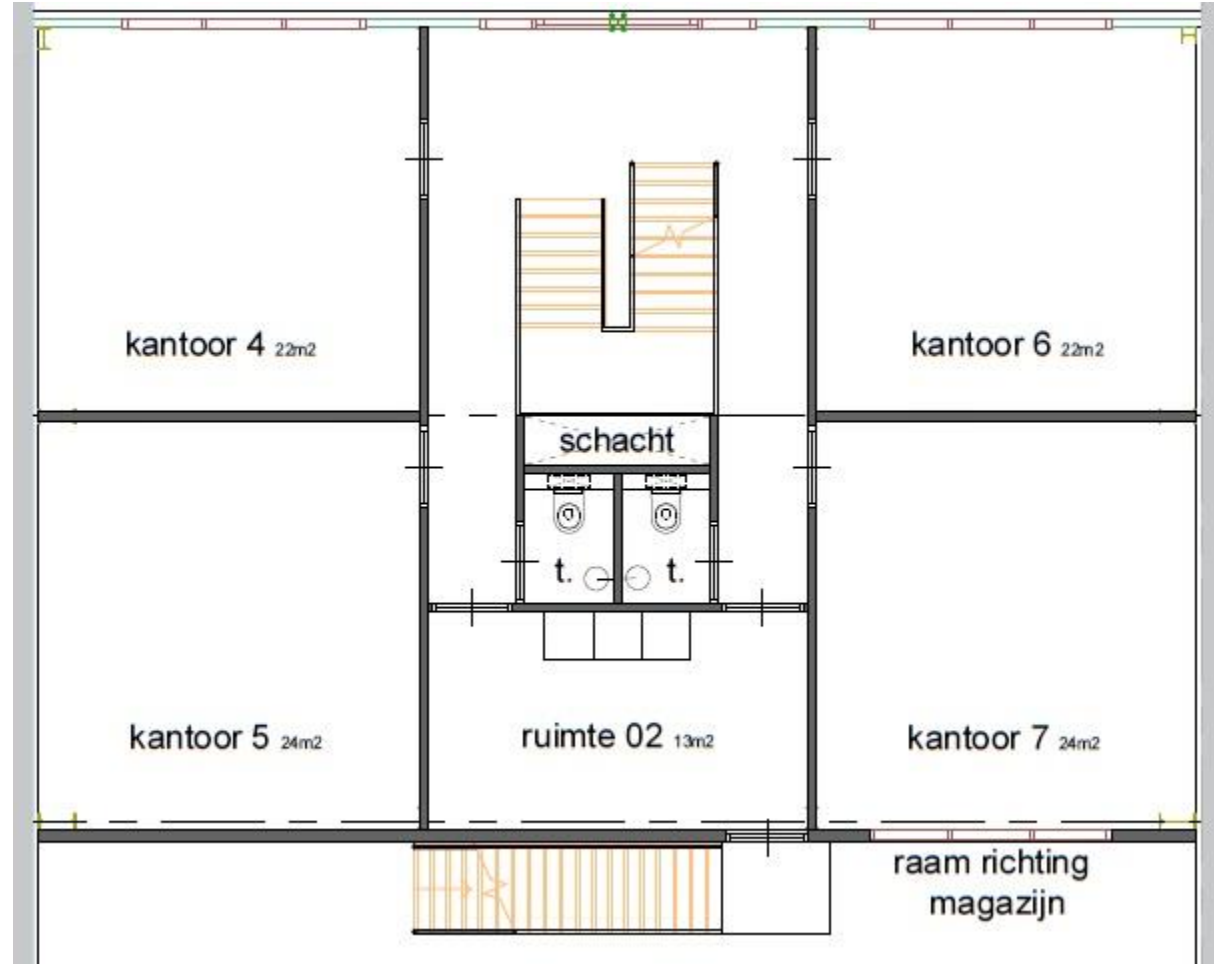 kantoor 4 22m2
kantoor 6 22m2
schacht
t.
t.
kantoor 5 24m2
ruimte 02 13m2
kantoor 7 24m2
raam richting
magazijn